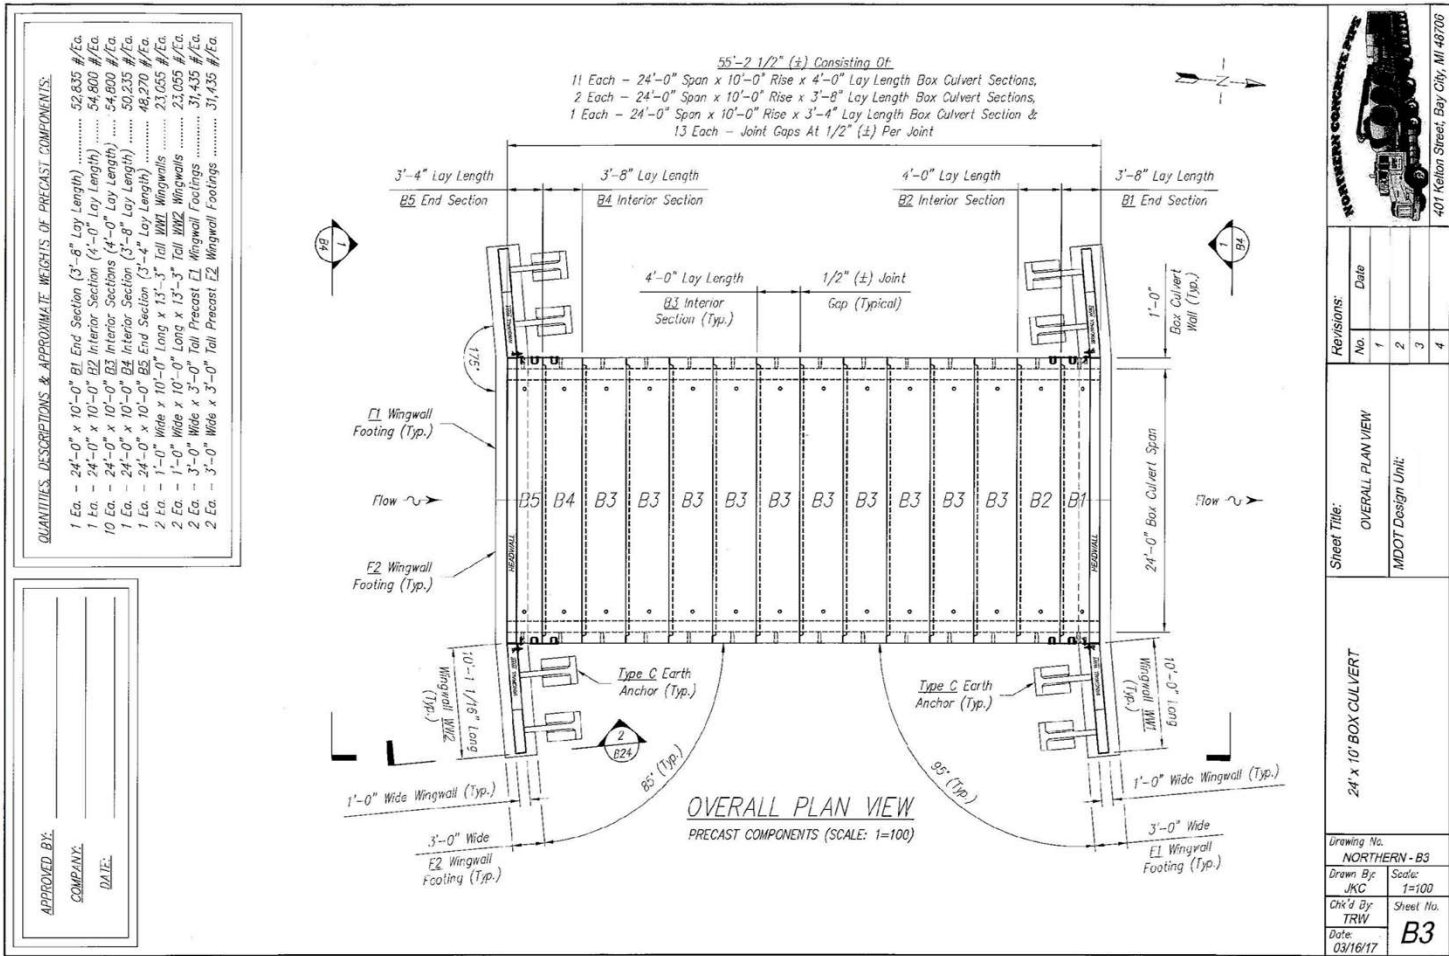 QUANTITIES, DESCRIPTIONS & APPROXIMATE WEIGHTS OF PRECAST COMPONENTS:
1 Ea. - 24'-0" x 10'-0" B1 End Section (3'-8" Lay Length) .......... 52,835 #/Ea.
1 Ea. - 24'-0" x 10'-0" B2 Interior Section (4'-0" Lay Length) ..... 54,800 #/Ea.
10 Ea. - 24'-0" x 10'-0" B3 Interior Sections (4'-0" Lay Length) .... 54,800 #/Ea.
1 Ea. - 24'-0" x 10'-0" B4 Interior Section (3'-8" Lay Length) ...... 50,235 #/Ea.
1 Ea. - 24'-0" x 10'-0" B5 End Section (3'-4" Lay Length) .......... 48,270 #/Ea.
2 Ea. - 1'-0" Wide x 10'-0" Long x 13'-3" Tall WW1 Wingwalls ....... 23,055 #/Ea.
2 Ea. - 1'-0" Wide x 10'-0" Long x 13'-3" Tall WW2 Wingwalls ....... 23,055 #/Ea.
2 Ea. - 3'-0" Wide x 3'-0" Tall Precast F1 Wingwall Footings ........ 31,435 #/Ea.
2 Ea. - 3'-0" Wide x 3'-0" Tall Precast F2 Wingwall Footings ....... 31,435 #/Ea.
APPROVED BY:
COMPANY:
DATE:
55'-2 1/2" (±) Consisting Of:
11 Each - 24'-0" Span x 10'-0" Rise x 4'-0" Lay Length Box Culvert Sections,
2 Each - 24'-0" Span x 10'-0" Rise x 3'-8" Lay Length Box Culvert Sections,
1 Each - 24'-0" Span x 10'-0" Rise x 3'-4" Lay Length Box Culvert Section &
13 Each - Joint Gaps At 1/2" (±) Per Joint
3'-4" Lay Length
B5 End Section
3'-8" Lay Length
B4 Interior Section
4'-0" Lay Length
B2 Interior Section
3'-8" Lay Length
B1 End Section
1
B4
1
B4
4'-0" Lay Length
B3 Interior
Section (Typ.)
1/2" (±) Joint
Gap (Typical)
1'-0"
Box Culvert
Wall (Typ.)
175°
F1 Wingwall
Footing (Typ.)
Flow
B5 B4 B3 B3 B3 B3 B3 B3 B3 B3 B3 B3 B2 B1
24'-0" Box Culvert Span
Flow
F2 Wingwall
Footing (Typ.)
HEADWALL
HEADWALL
10'-1 1/16" Long
Wingwall WW2
(Typ.)
Type C Earth
Anchor (Typ.)
Type C Earth
Anchor (Typ.)
10'-0" Long
Wingwall WW1
(Typ.)
2
B24
85° (Typ.)
95° (Typ.)
1'-0" Wide Wingwall (Typ.)
1'-0" Wide Wingwall (Typ.)
3'-0" Wide
F2 Wingwall
Footing (Typ.)
3'-0" Wide
F1 Wingwall
Footing (Typ.)
OVERALL PLAN VIEW
PRECAST COMPONENTS (SCALE: 1=100)
NORTHERN CONCRETE PIPE
401 Kelton Street, Bay City, MI 48706
Revisions:
No. Date
1
2
3
4
Sheet Title:
OVERALL PLAN VIEW
MDOT Design Unit:
24' x 10' BOX CULVERT
Drawing No.
NORTHERN - B3
Drawn By: Scale:
JKC 1=100
Chk'd By: Sheet No.
TRW B3
Date:
03/16/17